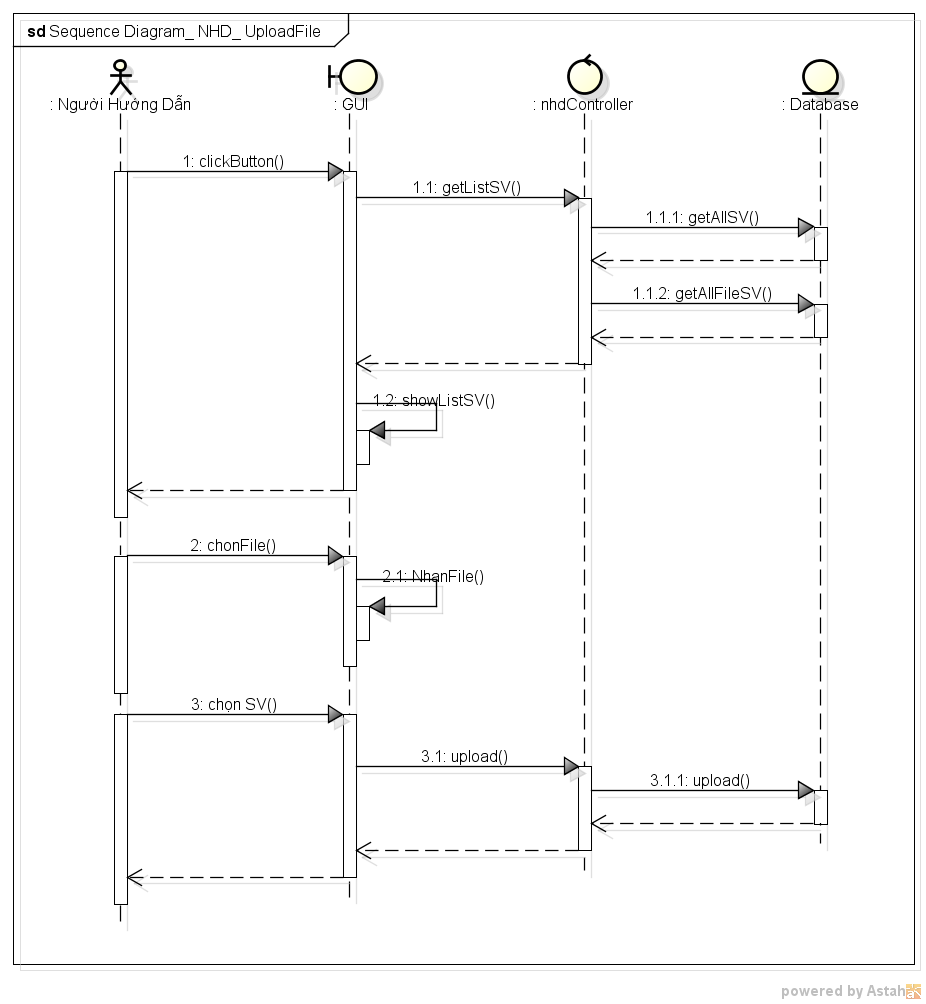 sd Sequence Diagram_ NHD_ UploadFile
: Người Hướng Dẫn
: GUI
: nhdController
: Database
1: clickButton()
1.1: getListSV()
1.1.1: getAllSV()
1.1.2: getAllFileSV()
1.2: showListSV()
2: chonFile()
2.1: NhanFile()
3: chọn SV()
3.1: upload()
3.1.1: upload()
powered by Astah